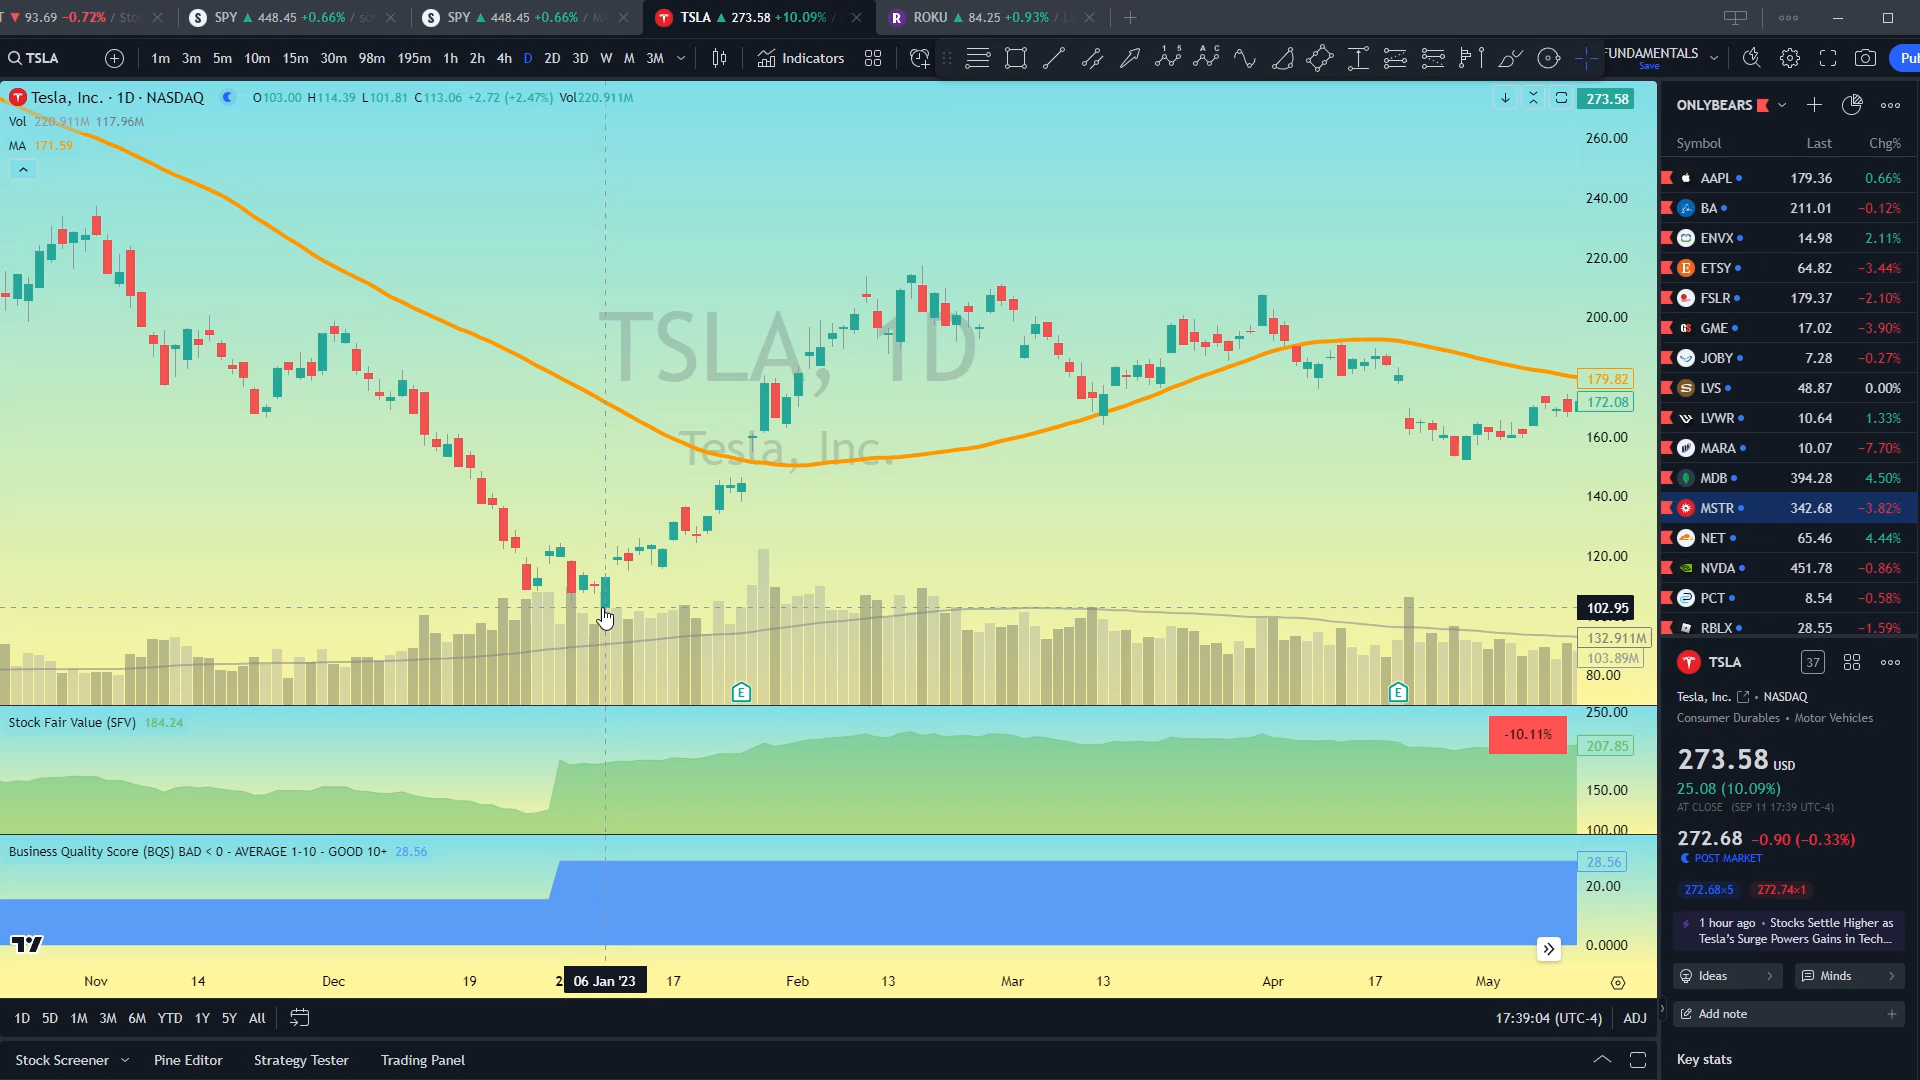 T ▼ 93.69 −0.72% / Sto
S SPY ▲ 448.45 +0.66% / sc
S SPY ▲ 448.45 +0.66% / MA
TSLA ▲ 273.58 +10.09% /
R ROKU ▲ 84.25 +0.93% /
TSLA 1m 3m 5m 10m 15m 30m 98m 195m 1h 2h 4h D 2D 3D W M 3M Indicators FUNDAMENTALS Save Pu
Tesla, Inc. · 1D · NASDAQ O103.00 H114.39 L101.81 C113.06 +2.72 (+2.47%) Vol220.911M
Vol 220.911M 117.96M
MA 171.59
TSLA, 1D
Tesla, Inc.
273.58
260.00
240.00
220.00
200.00
179.82
172.08
160.00
140.00
120.00
102.95
132.911M
103.89M
80.00
E E
Stock Fair Value (SFV) 184.24
-10.11%
250.00
207.85
150.00
100.00
Business Quality Score (BQS) BAD < 0 - AVERAGE 1-10 - GOOD 10+ 28.56
28.56
20.00
0.0000
Nov 14 Dec 19 2 06 Jan '23 17 Feb 13 Mar 13 Apr 17 May
1D 5D 1M 3M 6M YTD 1Y 5Y All 17:39:04 (UTC-4) ADJ
Stock Screener Pine Editor Strategy Tester Trading Panel
ONLYBEARS
Symbol Last Chg%
AAPL 179.36 0.66%
BA 211.01 −0.12%
ENVX 14.98 2.11%
ETSY 64.82 −3.44%
FSLR 179.37 −2.10%
GME 17.02 −3.90%
JOBY 7.28 −0.27%
LVS 48.87 0.00%
LVWR 10.64 1.33%
MARA 10.07 −7.70%
MDB 394.28 4.50%
MSTR 342.68 −3.82%
NET 65.46 4.44%
NVDA 451.78 −0.86%
PCT 8.54 −0.58%
RBLX 28.55 −1.59%
TSLA 37
Tesla, Inc. • NASDAQ
Consumer Durables • Motor Vehicles
273.58 USD
25.08 (10.09%)
AT CLOSE (SEP 11 17:39 UTC-4)
272.68 −0.90 (−0.33%)
POST MARKET
272.68×5 272.74×1
1 hour ago • Stocks Settle Higher as
Tesla's Surge Powers Gains in Tech...
Ideas Minds
Add note
Key stats